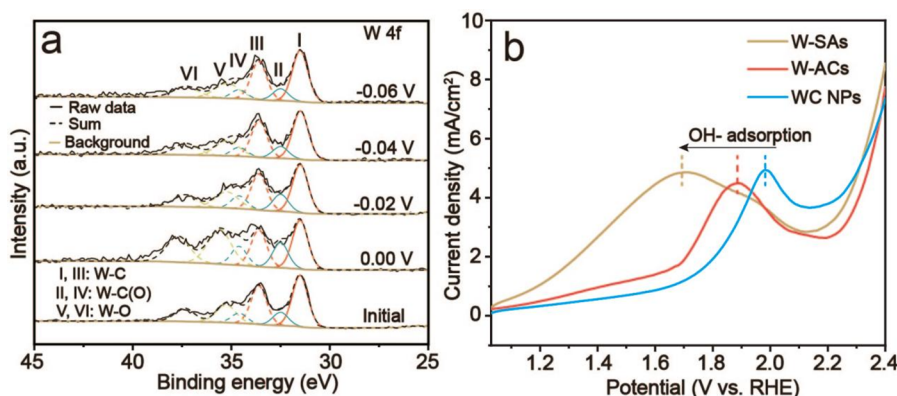 a
W 4f
I
II
III
IV
V
VI
-0.06 V
-0.04 V
-0.02 V
0.00 V
Initial
Raw data
Sum
Background
I, III: W-C
II, IV: W-C(O)
V, VI: W-O
Intensity (a.u.)
45 40 35 30 25
Binding energy (eV)
b
W-SAs
W-ACs
WC NPs
OH- adsorption
Current density (mA/cm²)
10
8
6
4
2
0
1.2 1.4 1.6 1.8 2.0 2.2 2.4
Potential (V vs. RHE)